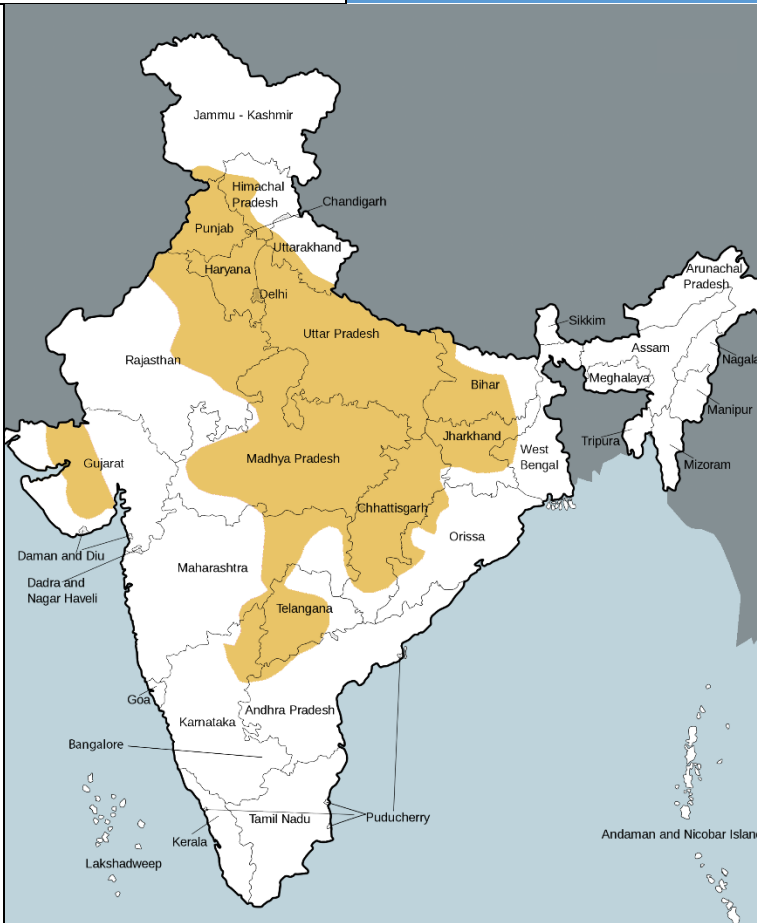 Jammu - Kashmir
Himachal
Pradesh
Chandigarh
Punjab
Uttarakhand
Haryana
Delhi
Arunachal
Pradesh
Uttar Pradesh
Sikkim
Assam
Nagala
Rajasthan
Bihar
Meghalaya
Manipur
Jharkhand
Tripura
West
Bengal
Mizoram
Gujarat
Madhya Pradesh
Chhattisgarh
Orissa
Daman and Diu
Maharashtra
Dadra and
Nagar Haveli
Telangana
Goa
Andhra Pradesh
Karnataka
Bangalore
Tamil Nadu
Puducherry
Kerala
Andaman and Nicobar Islan
Lakshadweep